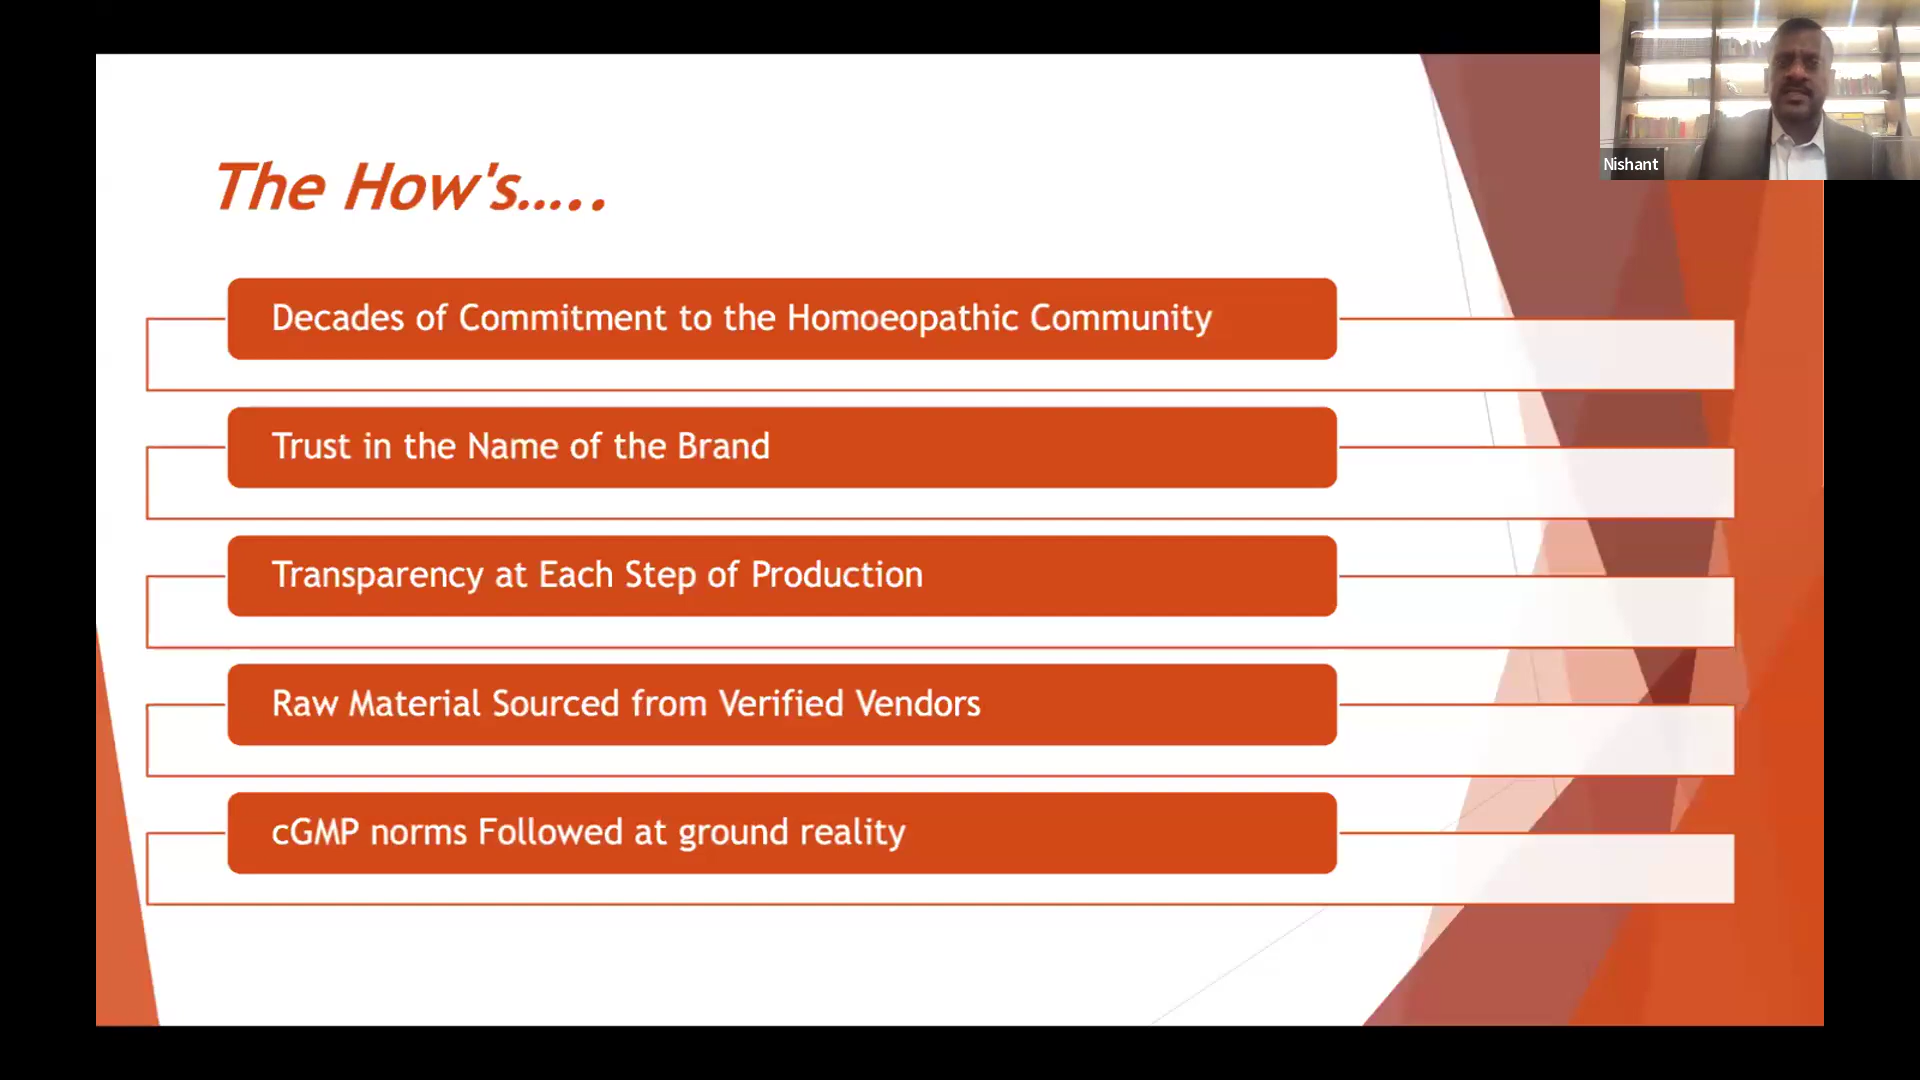 Nishant
The How's.....
Decades of Commitment to the Homoeopathic Community
Trust in the Name of the Brand
Transparency at Each Step of Production
Raw Material Sourced from Verified Vendors
cGMP norms Followed at ground reality